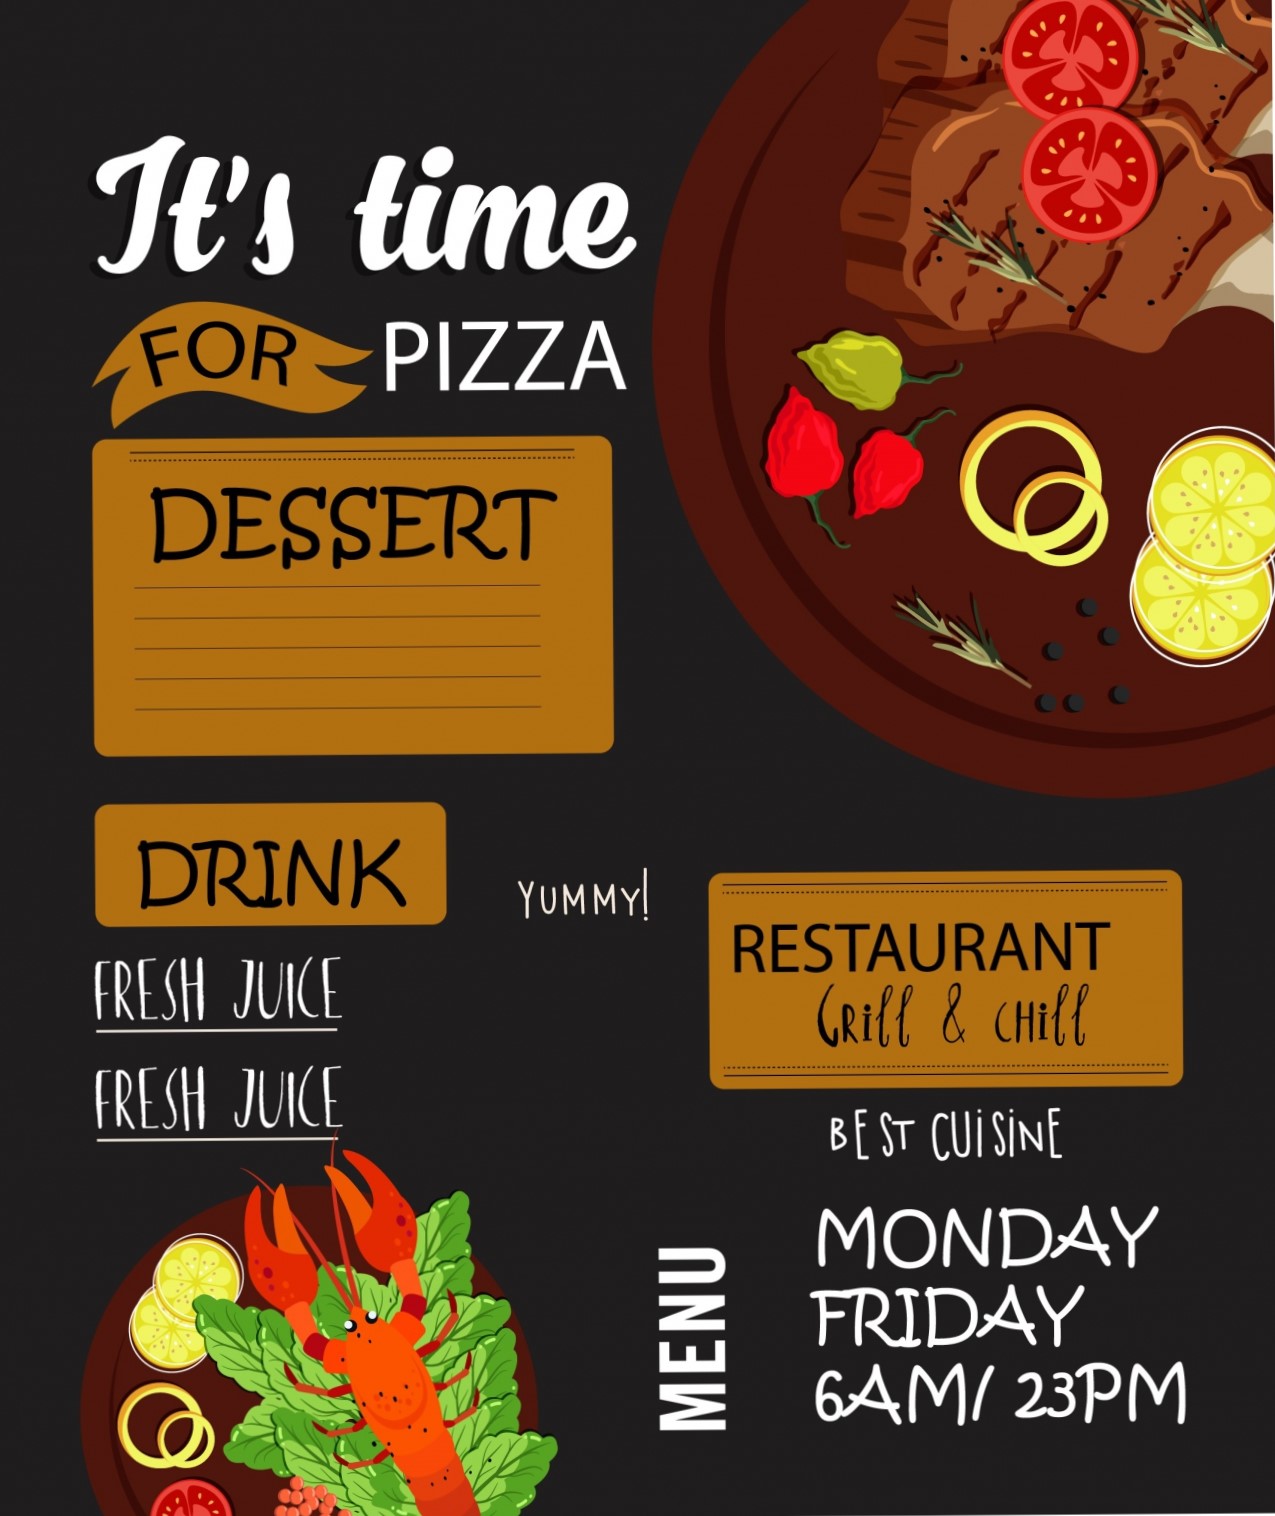 It's time
FOR PIZZA
DESSERT
DRINK
YUMMY!
FRESH JUICE
FRESH JUICE
RESTAURANT
Grill & CHill
BEST CUiSiNE
MENU
MONDAY
FRIDAY
6AM/ 23PM